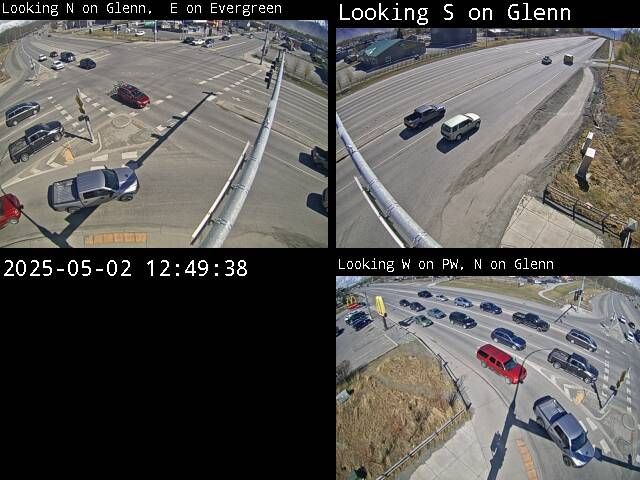 Looking N on Glenn,  E on Evergreen
Looking S on Glenn
2025-05-02 12:49:38
Looking W on PW, N on Glenn